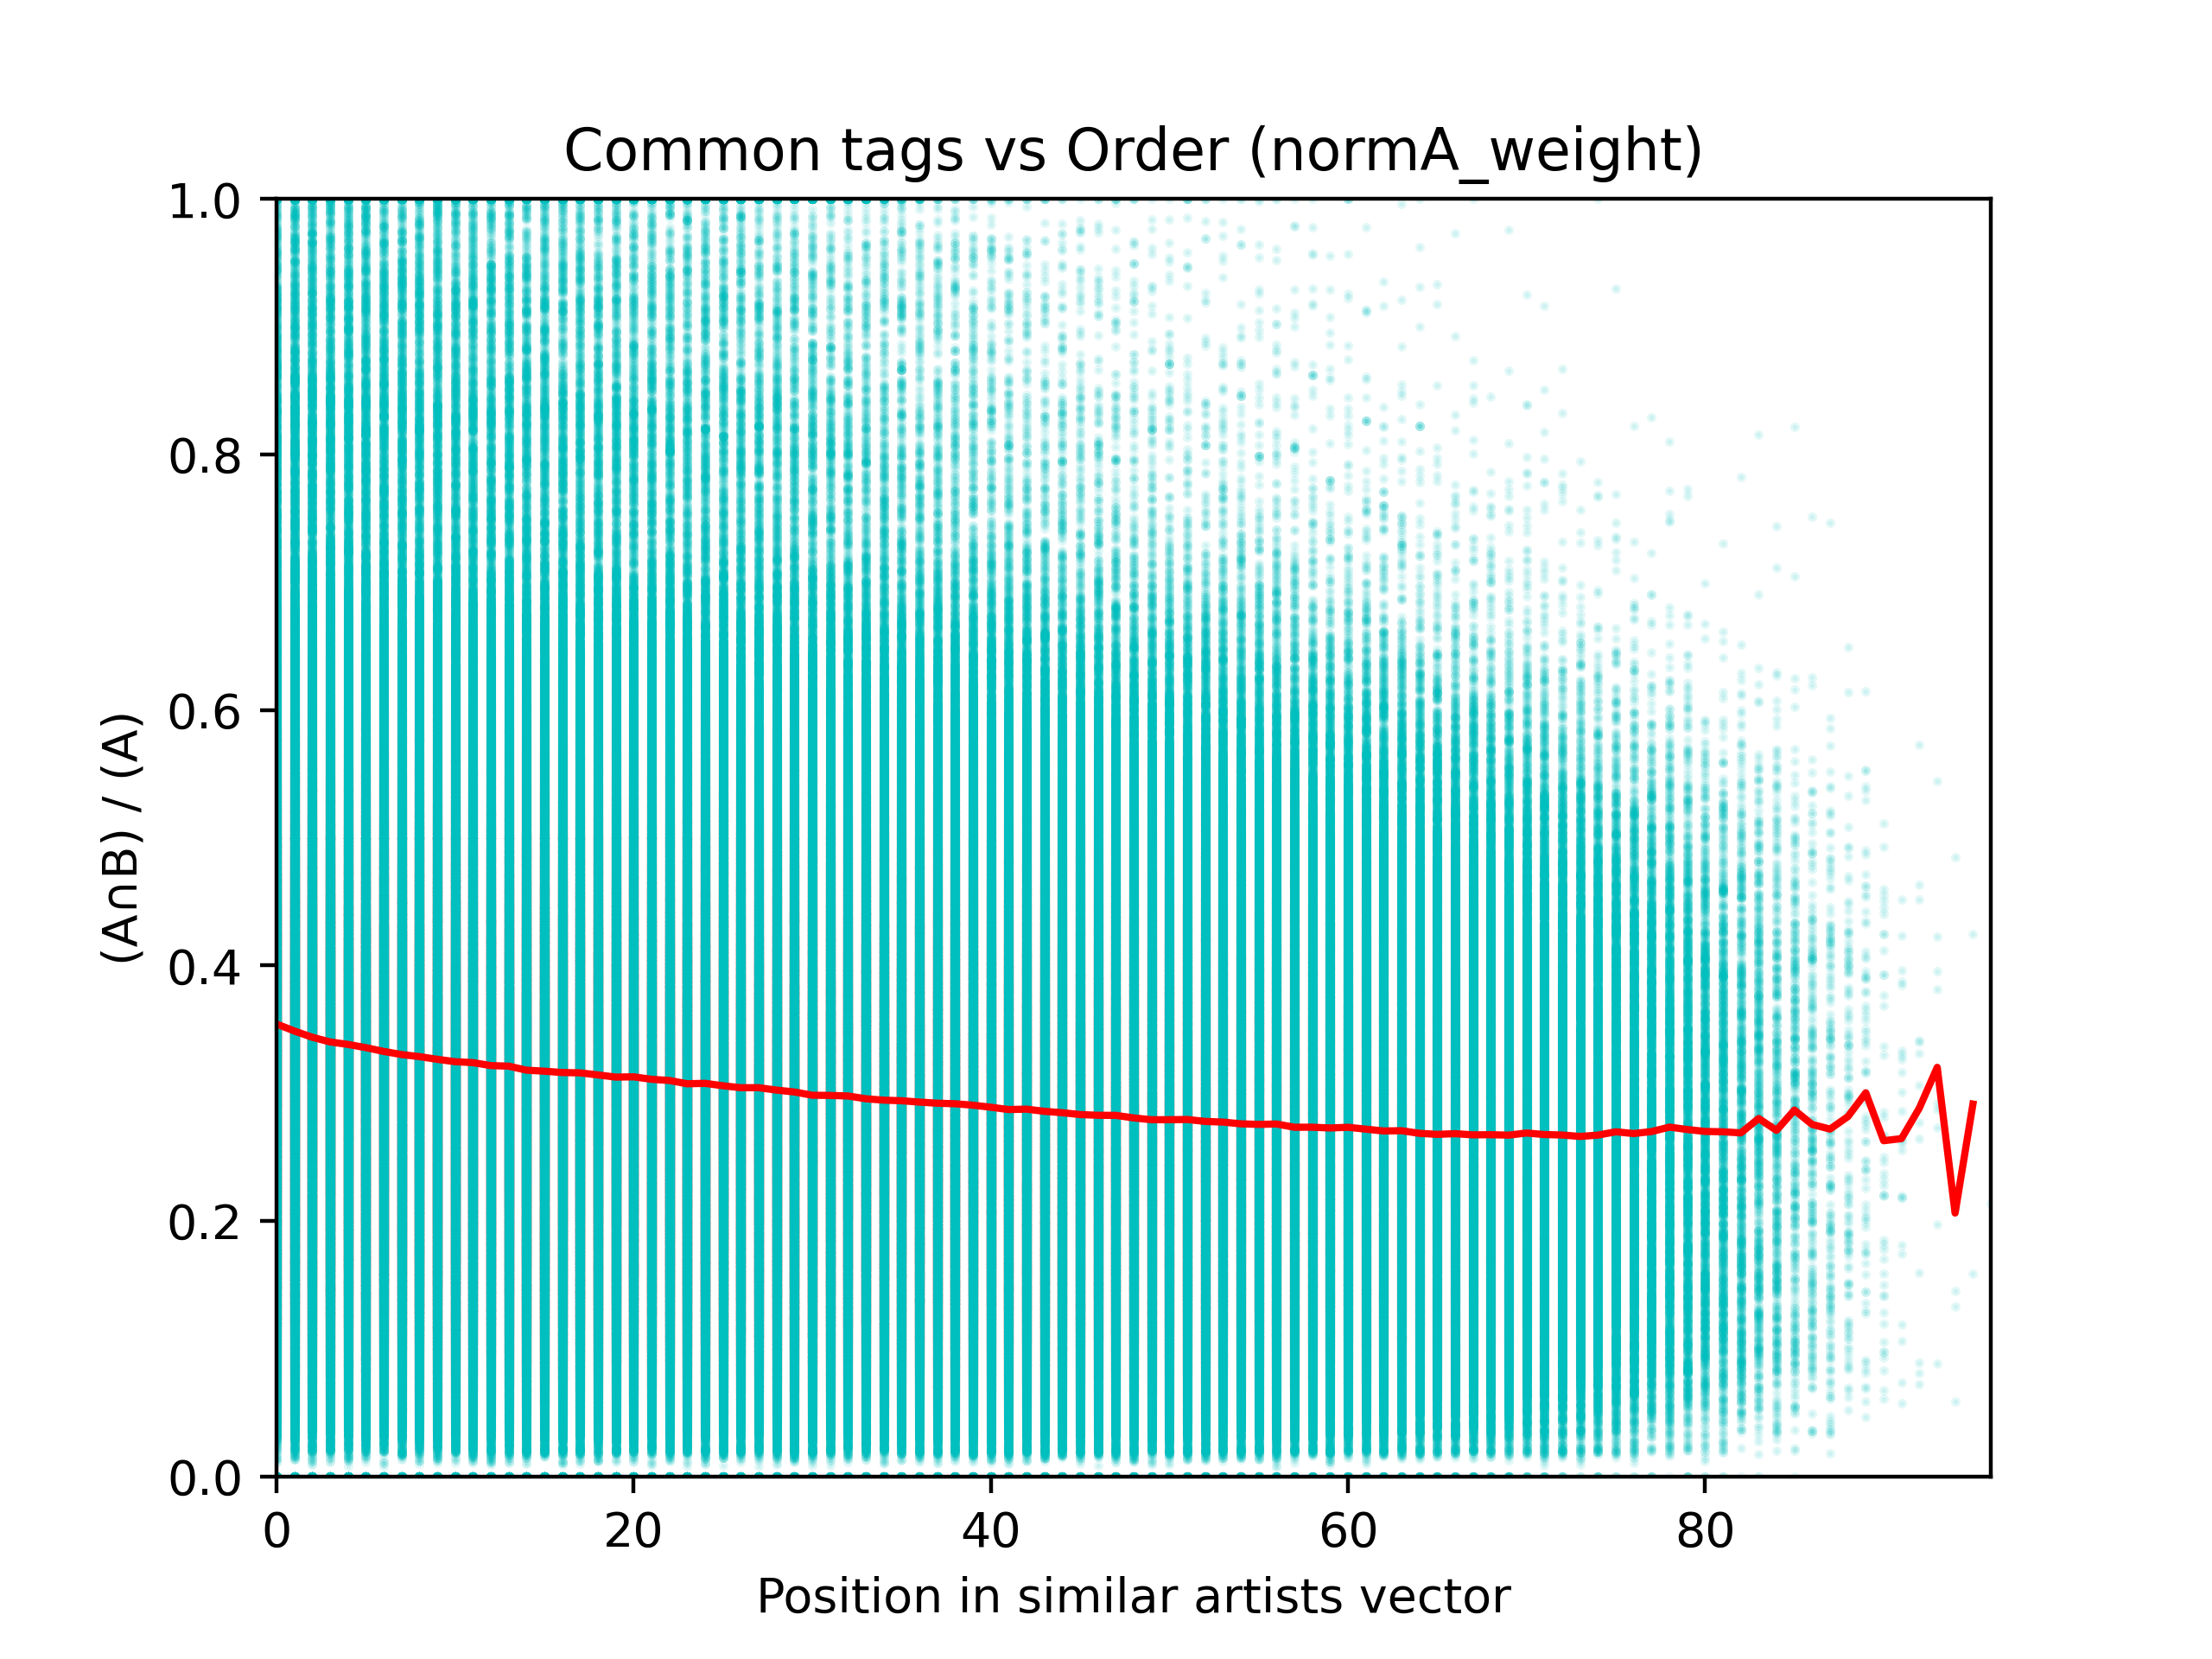 Common tags vs Order (normA_weight)
1.0
0.8
0.6
0.4
0.2
0.0
(A∩B) / (A)
0 20 40 60 80
Position in similar artists vector